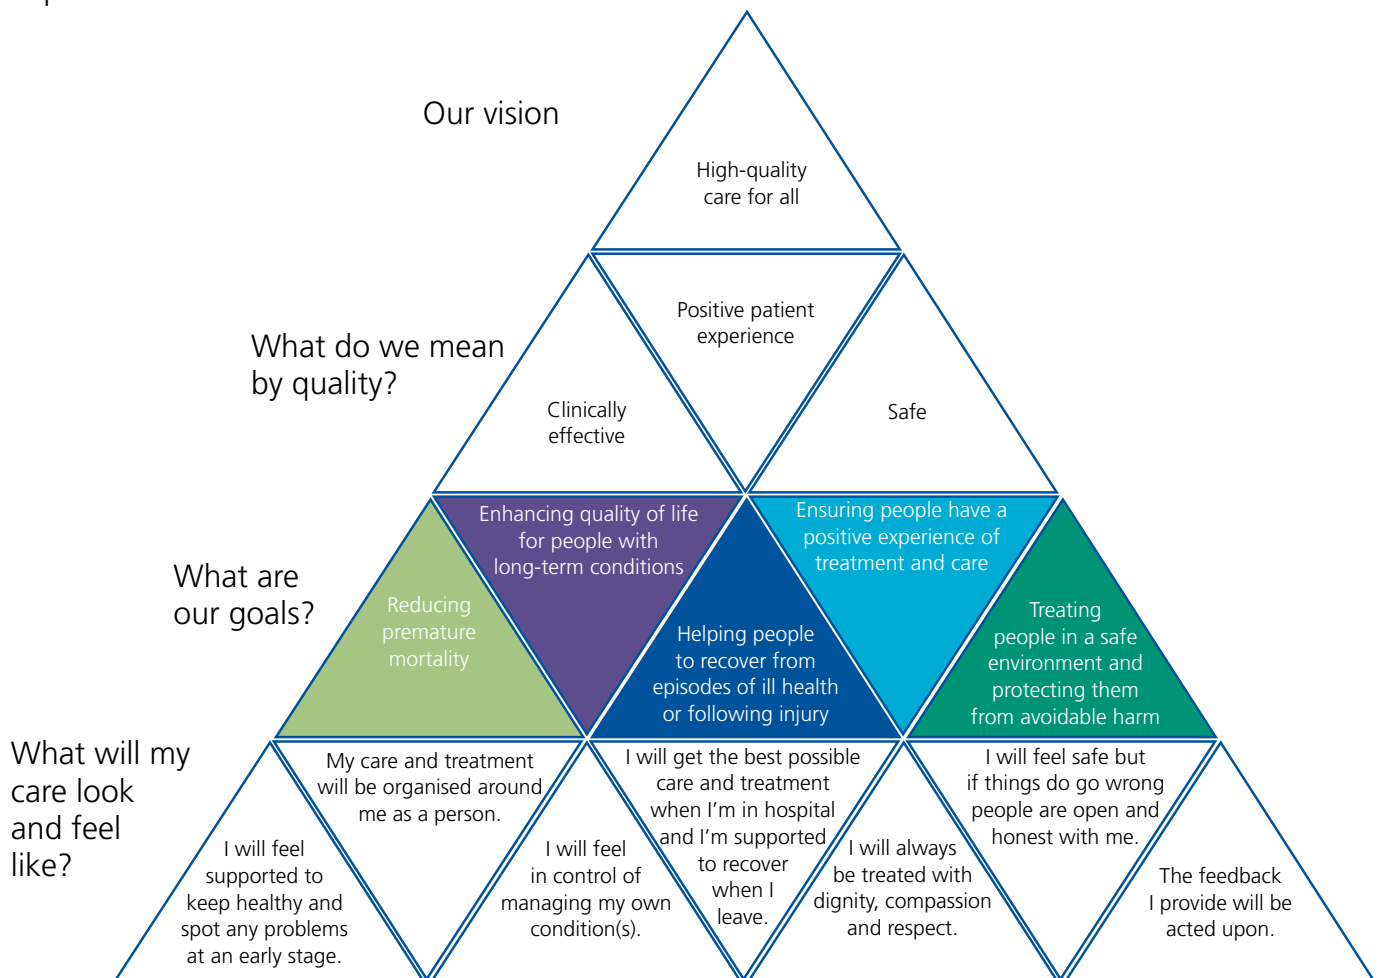 Our vision
High-quality
care for all
What do we mean
by quality?
Positive patient
experience
Clinically
effective
Safe
What are
our goals?
Reducing
premature
mortality
Enhancing quality of life
for people with
long-term conditions
Helping people
to recover from
episodes of ill health
or following injury
Ensuring people have a
positive experience of
treatment and care
Treating
people in a safe
environment and
protecting them
from avoidable harm
What will my
care look
and feel
like?
I will feel
supported to
keep healthy and
spot any problems
at an early stage.
My care and treatment
will be organised around
me as a person.
I will feel
in control of
managing my own
condition(s).
I will get the best possible
care and treatment
when I'm in hospital
and I'm supported
to recover
when I
leave.
I will always
be treated with
dignity, compassion
and respect.
I will feel safe but
if things do go wrong
people are open and
honest with me.
The feedback
I provide will be
acted upon.